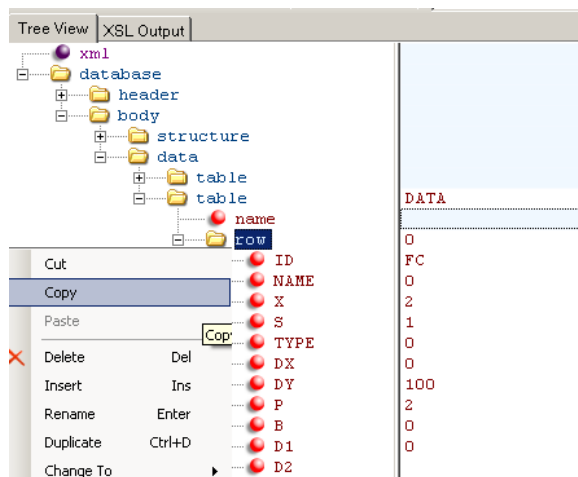 Tree View XSL Output
xml
database
header
body
structure
data
table
table DATA
name
row 0
ID FC
NAME 0
X 2
S 1
TYPE 0
DX 0
DY 100
P 2
B 0
D1 0
D2
Cut
Copy
Paste
Copy
Delete Del
Insert Ins
Rename Enter
Duplicate Ctrl+D
Change To